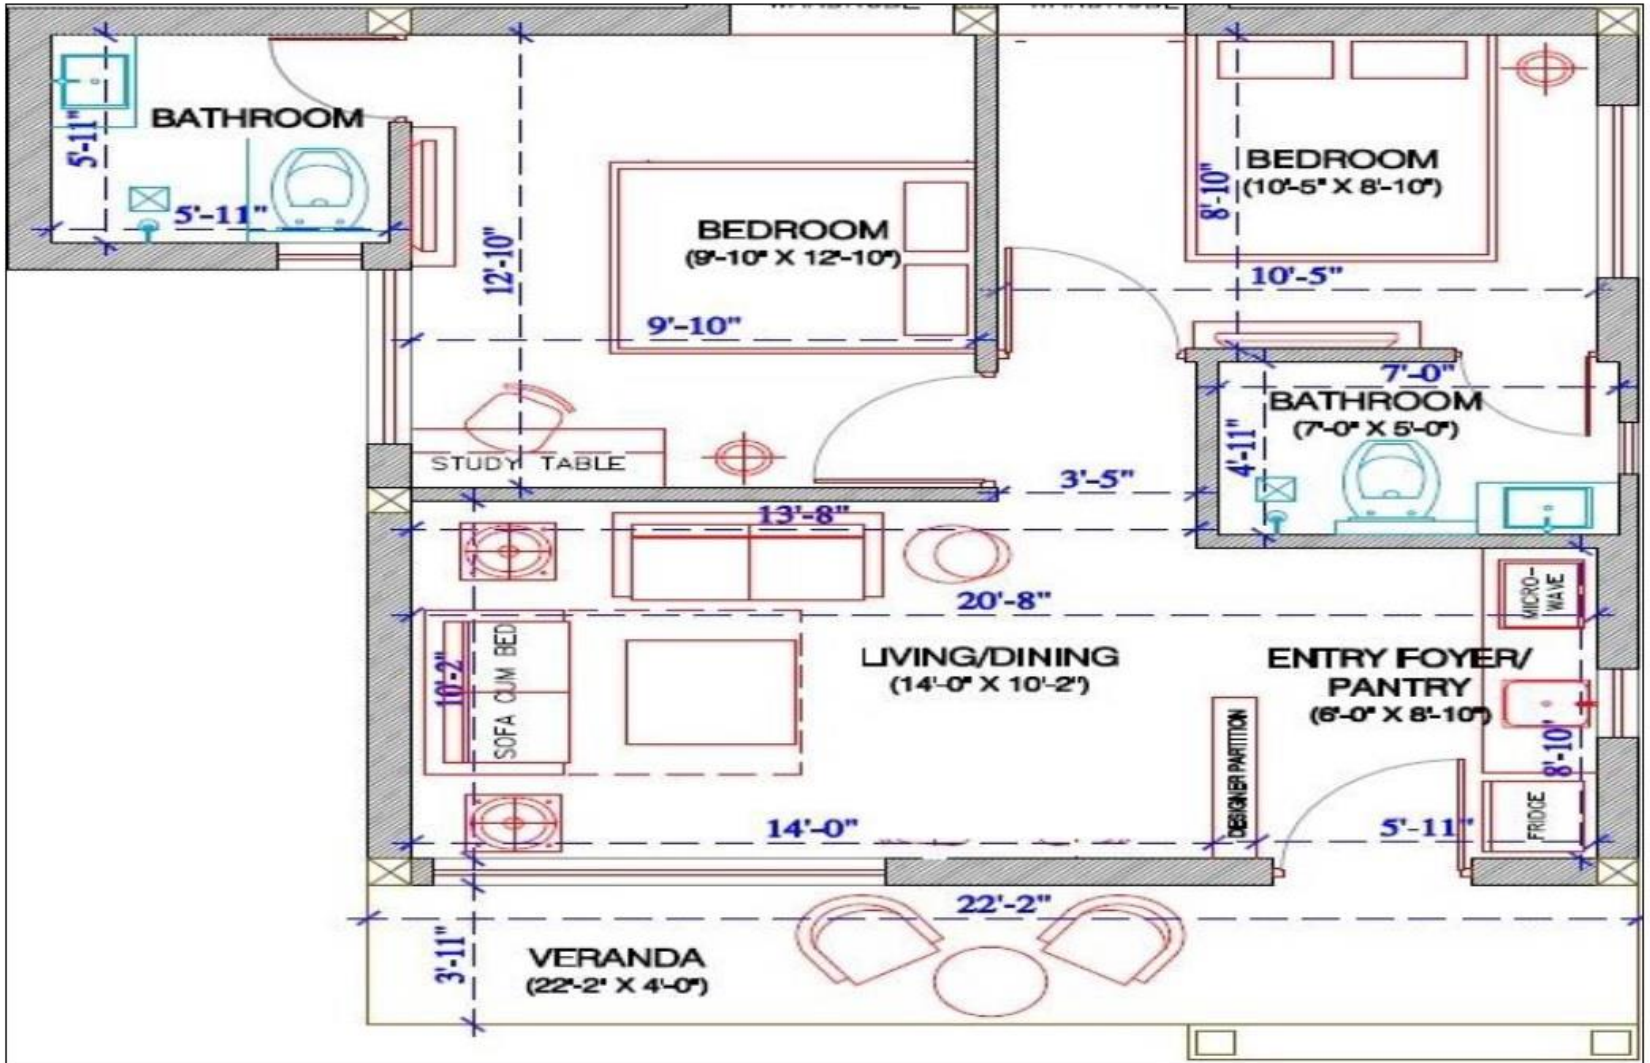 WARDROBE
WARDROBE
BATHROOM
5'-11"
5'-11"
12'-10"
BEDROOM
(9'-10" X 12'-10")
9'-10"
STUDY TABLE
BEDROOM
(10'-5" X 8'-10")
8'-10"
10'-5"
7'-0"
BATHROOM
(7'-0" X 5'-0")
4'-11"
3'-5"
13'-8"
20'-8"
LIVING/DINING
(14'-0" X 10'-2")
10'-2"
SOFA CUM BED
14'-0"
DESIGNER PARTITION
ENTRY FOYER/
PANTRY
(6'-0" X 8'-10")
MICRO-
WAVE
8'-10"
FRIDGE
5'-11"
22'-2"
3'-11"
VERANDA
(22'-2" X 4'-0")